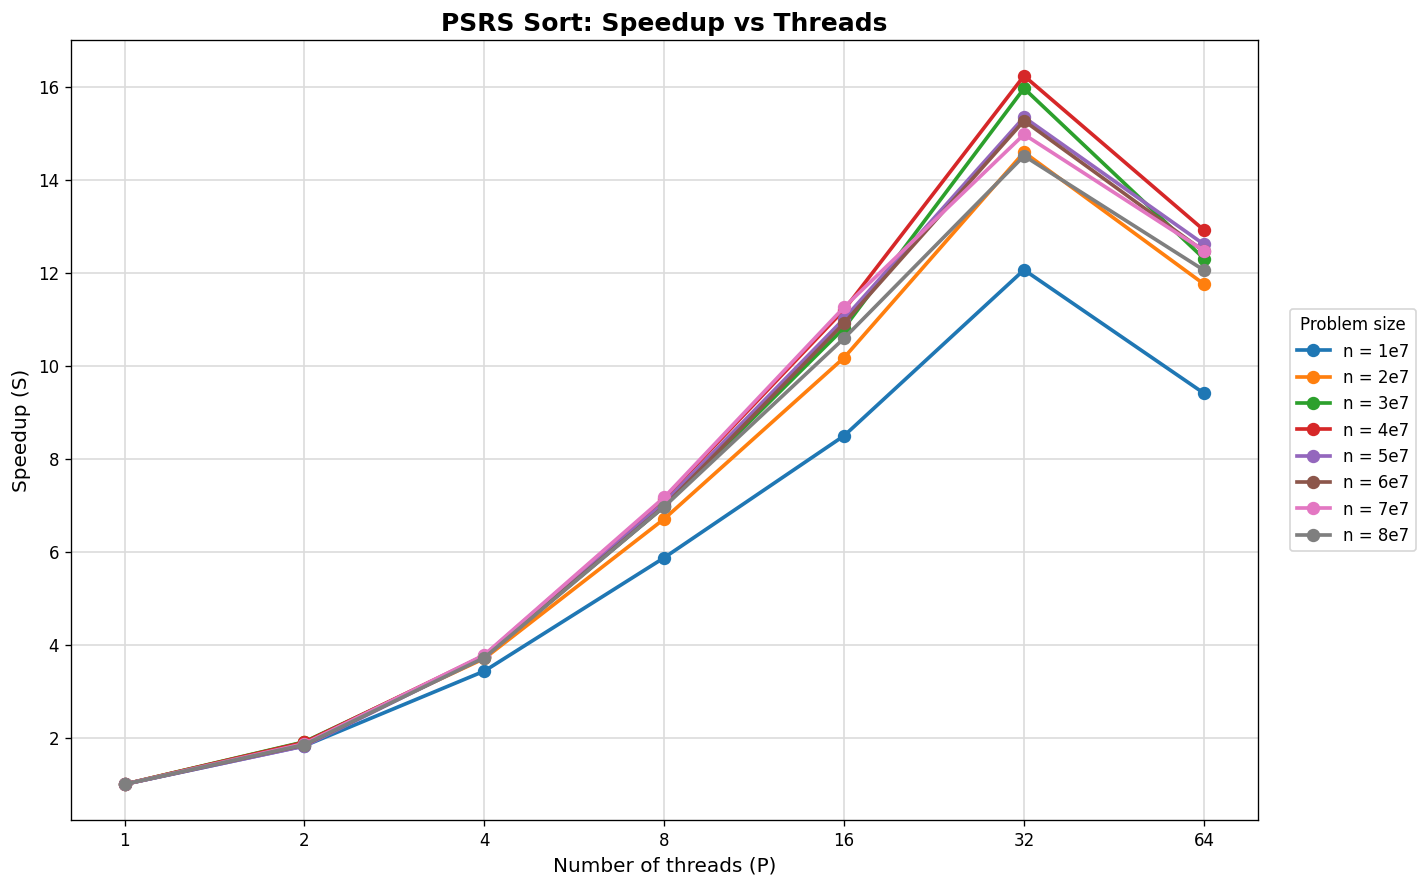 PSRS Sort: Speedup vs Threads
Speedup (S)
16
14
12
10
8
6
4
2
1 2 4 8 16 32 64
Number of threads (P)
Problem size
n = 1e7
n = 2e7
n = 3e7
n = 4e7
n = 5e7
n = 6e7
n = 7e7
n = 8e7